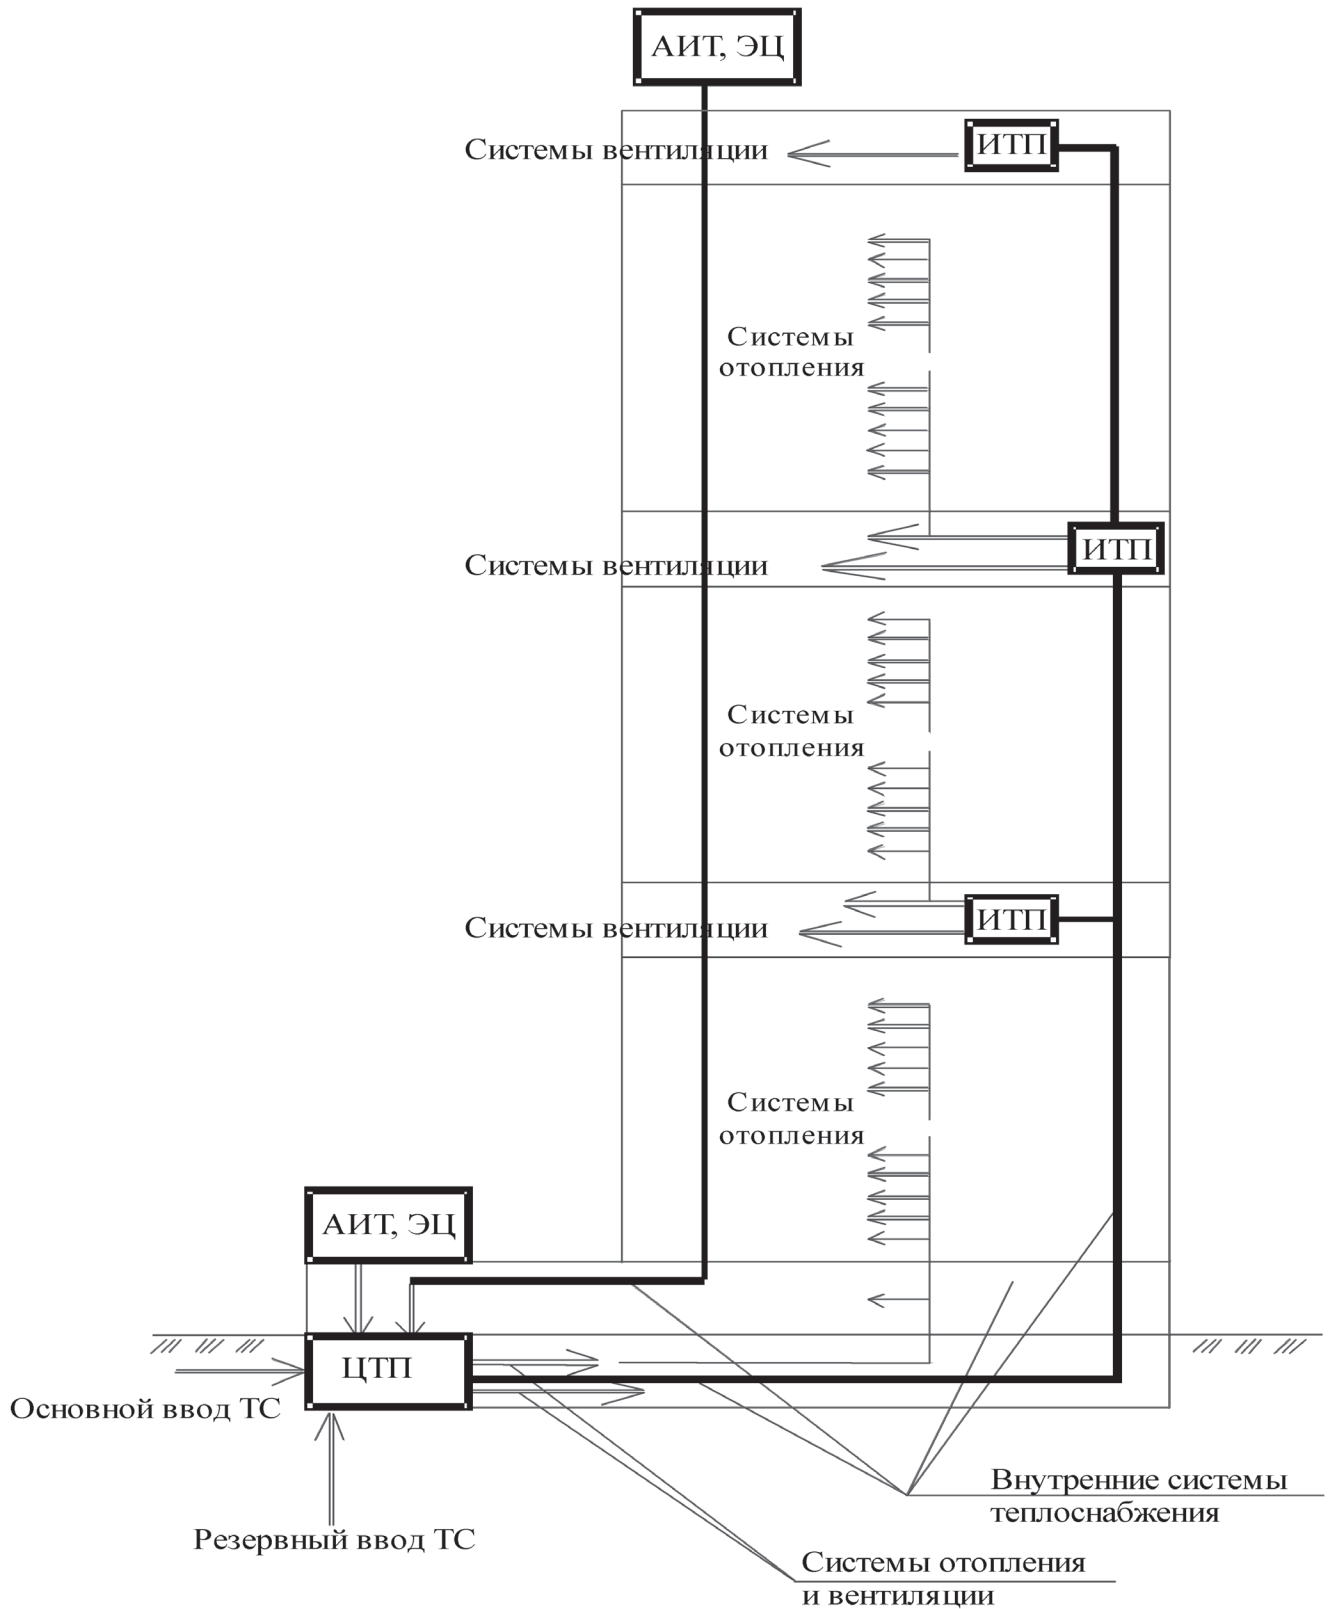 АИТ, ЭЦ
ИТП
Системы вентиляции
Системы
отопления
ИТП
Системы вентиляции
Системы
отопления
ИТП
Системы вентиляции
Системы
отопления
АИТ, ЭЦ
ЦТП
Основной ввод ТС
Внутренние системы
теплоснабжения
Резервный ввод ТС
Системы отопления
и вентиляции